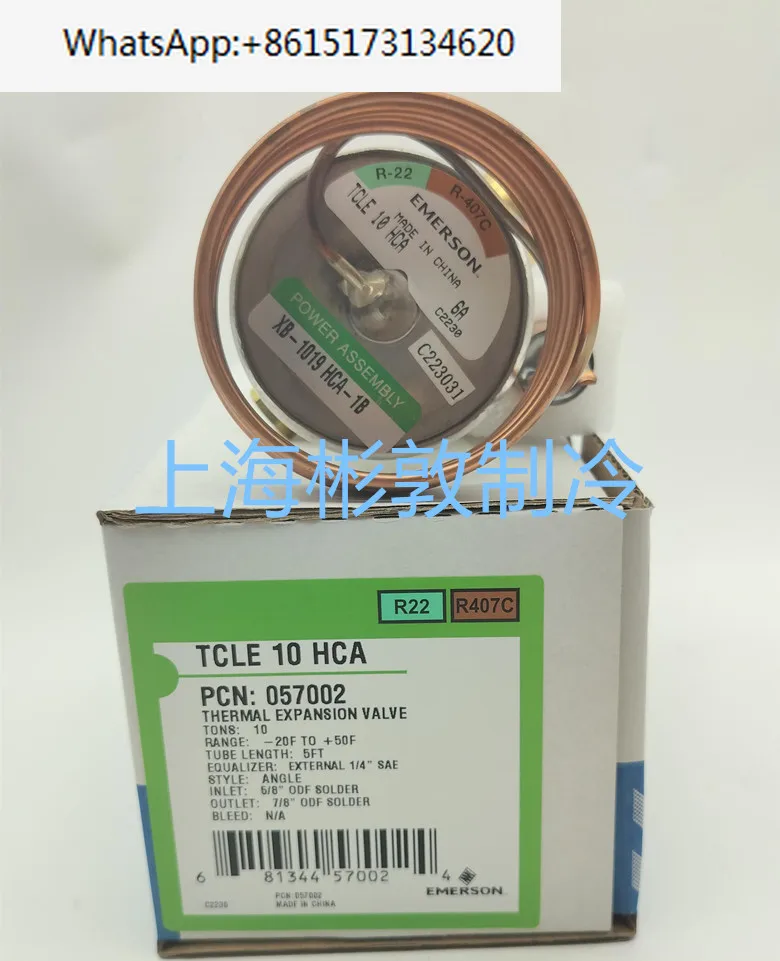 WhatsApp:+8615173134620
R-22
R-407C
TCLE 10 HCA
EMERSON
MADE IN CHINA
6A
C2230
C223031
POWER ASSEMBLY
XB-1019 HCA-1B
上海彬敦制冷
R22 R407C
TCLE 10 HCA
PCN: 057002
THERMAL EXPANSION VALVE
TONS: 10
RANGE: -20F TO +50F
TUBE LENGTH: 5FT
EQUALIZER: EXTERNAL 1/4" SAE
STYLE: ANGLE
INLET: 5/8" ODF SOLDER
OUTLET: 7/8" ODF SOLDER
BLEED: N/A
6 81344 57002 4
EMERSON
C2230
PCN 057002
MADE IN CHINA